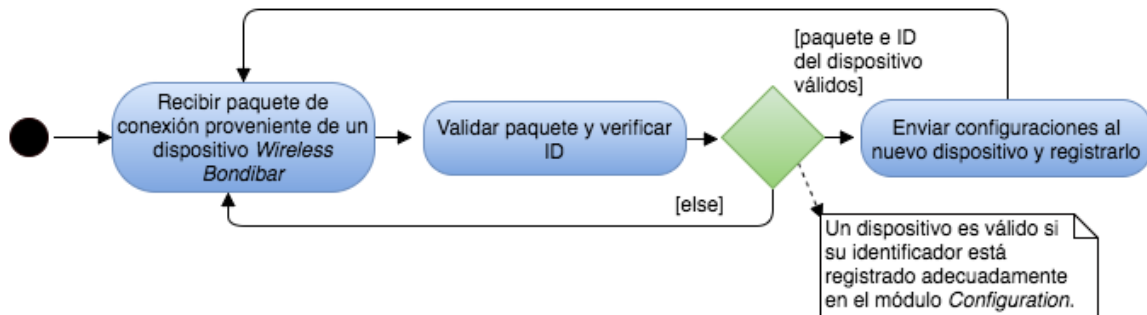 Recibir paquete de
conexión proveniente de un
dispositivo Wireless
Bondibar
Validar paquete y verificar
ID
[paquete e ID
del dispositivo
válidos]
Enviar configuraciones al
nuevo dispositivo y registrarlo
[else]
Un dispositivo es válido si
su identificador está
registrado adecuadamente
en el módulo Configuration.